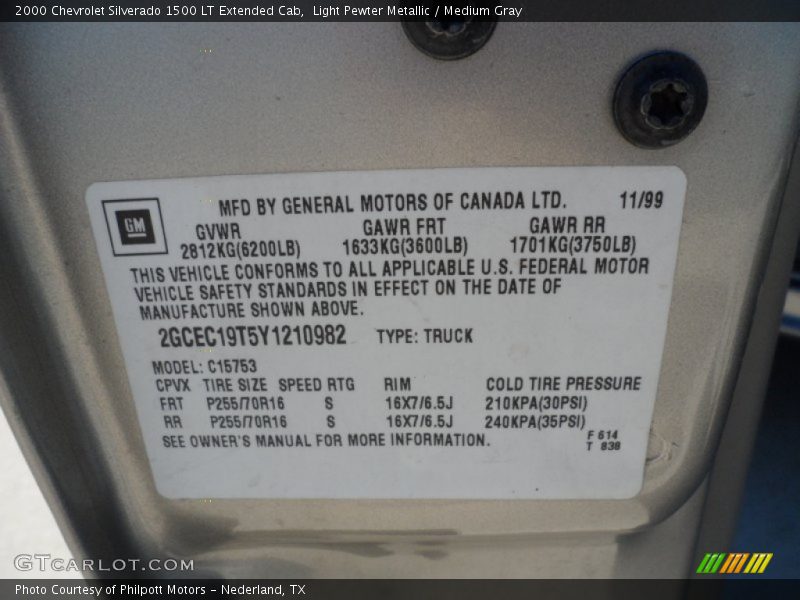 2000 Chevrolet Silverado 1500 LT Extended Cab,  Light Pewter Metallic / Medium Gray
GM
MFD BY GENERAL MOTORS OF CANADA LTD. 11/99
GVWR GAWR FRT GAWR RR
2812KG(6200LB) 1633KG(3600LB) 1701KG(3750LB)
THIS VEHICLE CONFORMS TO ALL APPLICABLE U.S. FEDERAL MOTOR
VEHICLE SAFETY STANDARDS IN EFFECT ON THE DATE OF
MANUFACTURE SHOWN ABOVE.
2GCEC19T5Y1210982 TYPE: TRUCK
MODEL: C15753
CPVX TIRE SIZE SPEED RTG RIM COLD TIRE PRESSURE
FRT P255/70R16 S 16X7/6.5J 210KPA(30PSI)
RR P255/70R16 S 16X7/6.5J 240KPA(35PSI)
SEE OWNER'S MANUAL FOR MORE INFORMATION.
F 614
T 838
GTCARLOT.COM
Photo Courtesy of Philpott Motors - Nederland, TX